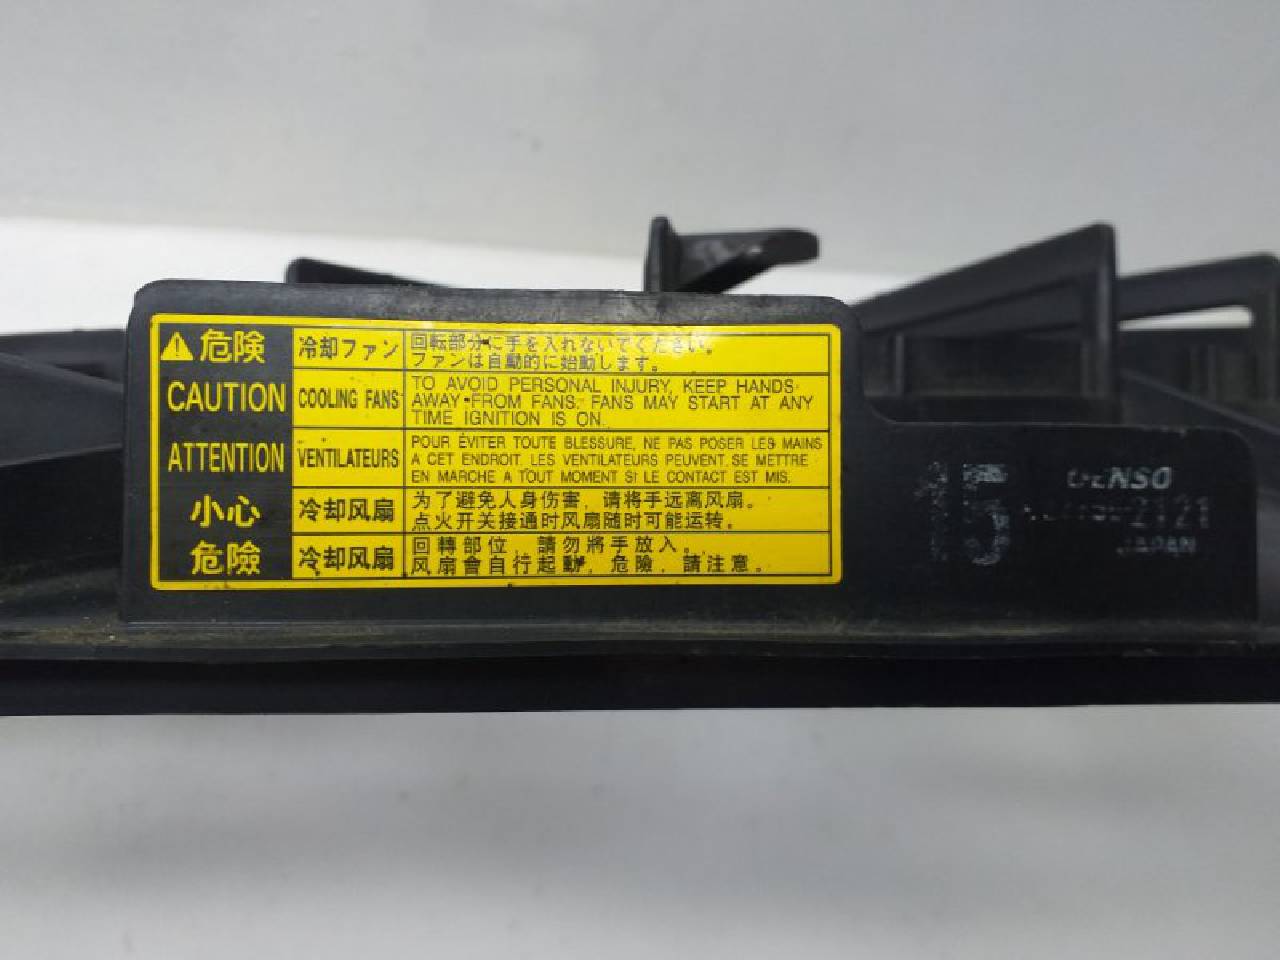 危険
冷却ファン
回転部分に手を入れないでください。
ファンは自動的に始動します。
CAUTION
COOLING FANS
TO AVOID PERSONAL INJURY, KEEP HANDS
AWAY FROM FANS. FANS MAY START AT ANY
TIME IGNITION IS ON.
ATTENTION
VENTILATEURS
POUR ÉVITER TOUTE BLESSURE, NE PAS POSER LES MAINS
A CET ENDROIT. LES VENTILATEURS PEUVENT SE METTRE
EN MARCHE A TOUT MOMENT SI LE CONTACT EST MIS.
小心
冷却风扇
为了避免人身伤害，请将手远离风扇。
点火开关接通时风扇随时可能运转。
危險
冷却风扇
回轉部位，請勿將手放入。
风扇會自行起動，危險，請注意。
15
DENSO
JAPAN